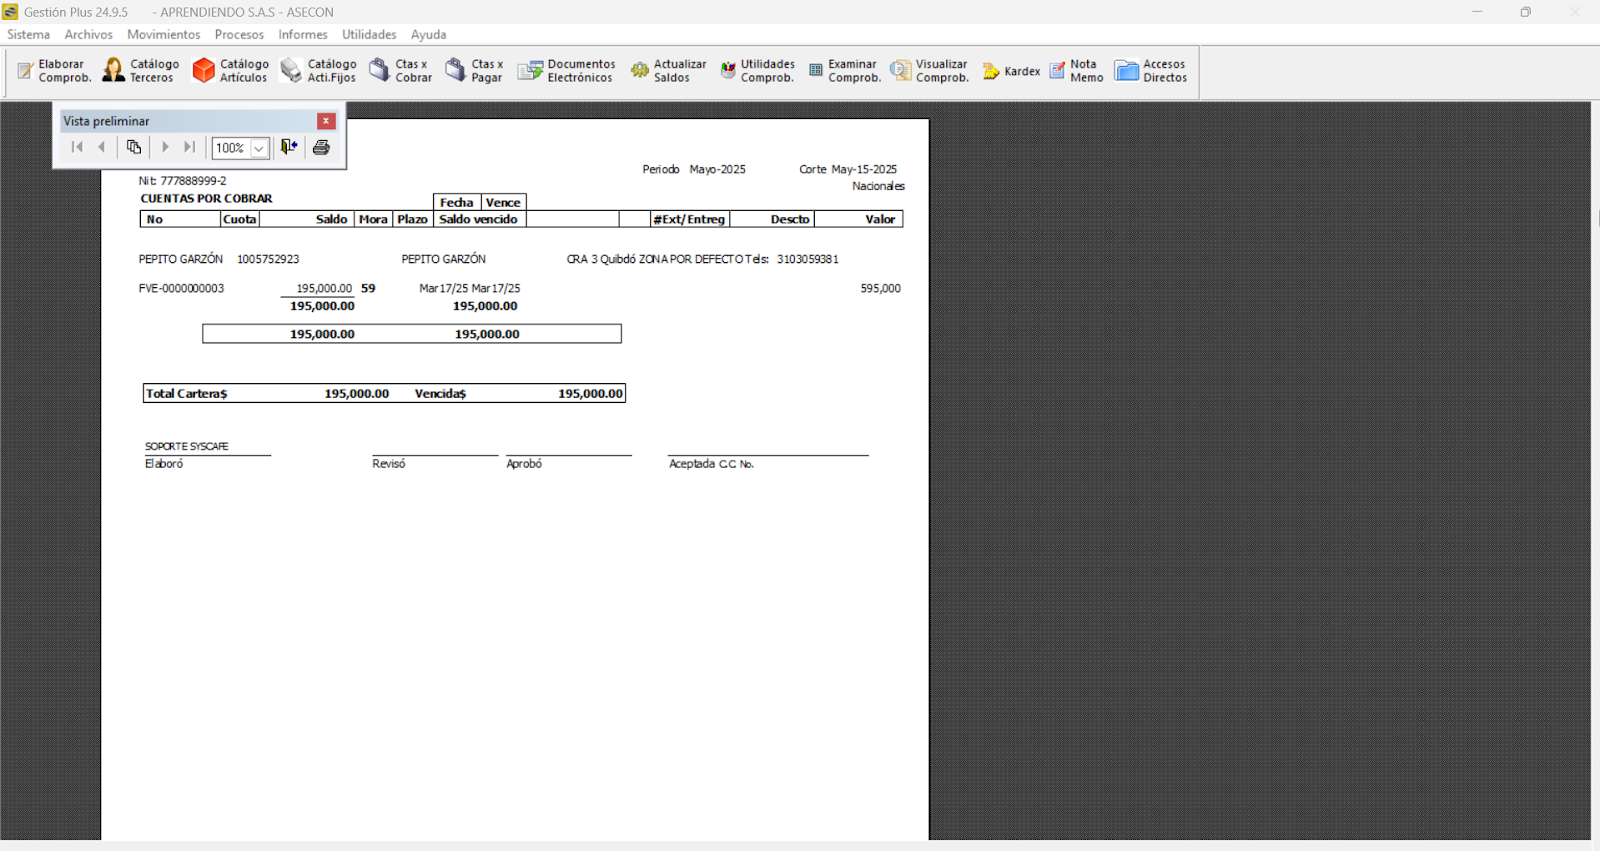 Gestión Plus 24.9.5 - APRENDIENDO S.A.S - ASECON
Sistema Archivos Movimientos Procesos Informes Utilidades Ayuda
Elaborar Comprob.
Catálogo Terceros
Catálogo Artículos
Catálogo Acti.Fijos
Ctas x Cobrar
Ctas x Pagar
Documentos Electrónicos
Actualizar Saldos
Utilidades Comprob.
Examinar Comprob.
Visualizar Comprob.
Kardex
Nota Memo
Accesos Directos
Vista preliminar x
100%
Periodo Mayo-2025 Corte May-15-2025
Nit: 777888999-2 Nacionales
CUENTAS POR COBRAR Fecha Vence
No Cuota Saldo Mora Plazo Saldo vencido #Ext/Entreg Descto Valor
PEPITO GARZÓN 1005752923 PEPITO GARZÓN CRA 3 Quibdó ZONA POR DEFECTO Tels: 3103059381
FVE-0000000003 195,000.00 59 Mar17/25 Mar17/25 595,000
195,000.00 195,000.00
195,000.00 195,000.00
Total Cartera$ 195,000.00 Vencida$ 195,000.00
SOPORTE SYSCAFE
Elaboró Revisó Aprobó Aceptada C.C No.